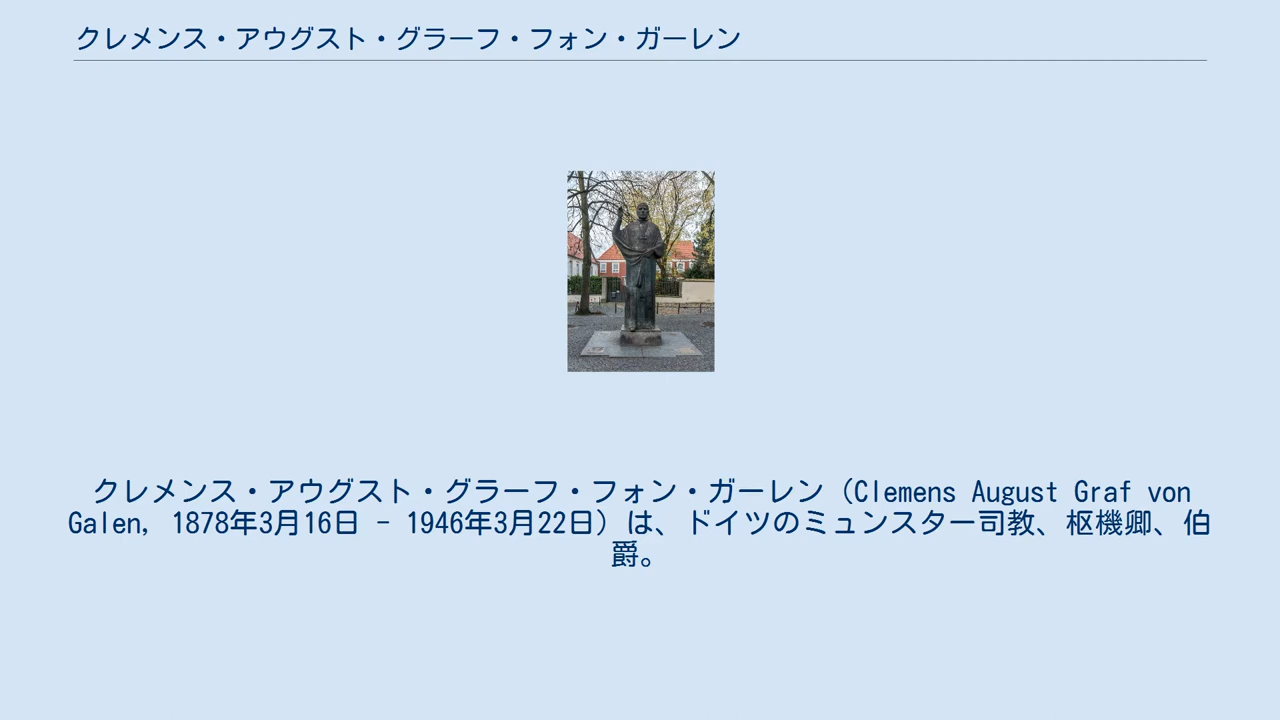 クレメンス・アウグスト・グラーフ・フォン・ガーレン
クレメンス・アウグスト・グラーフ・フォン・ガーレン（Clemens August Graf von
Galen, 1878年3月16日 - 1946年3月22日）は、ドイツのミュンスター司教、枢機卿、伯
爵。